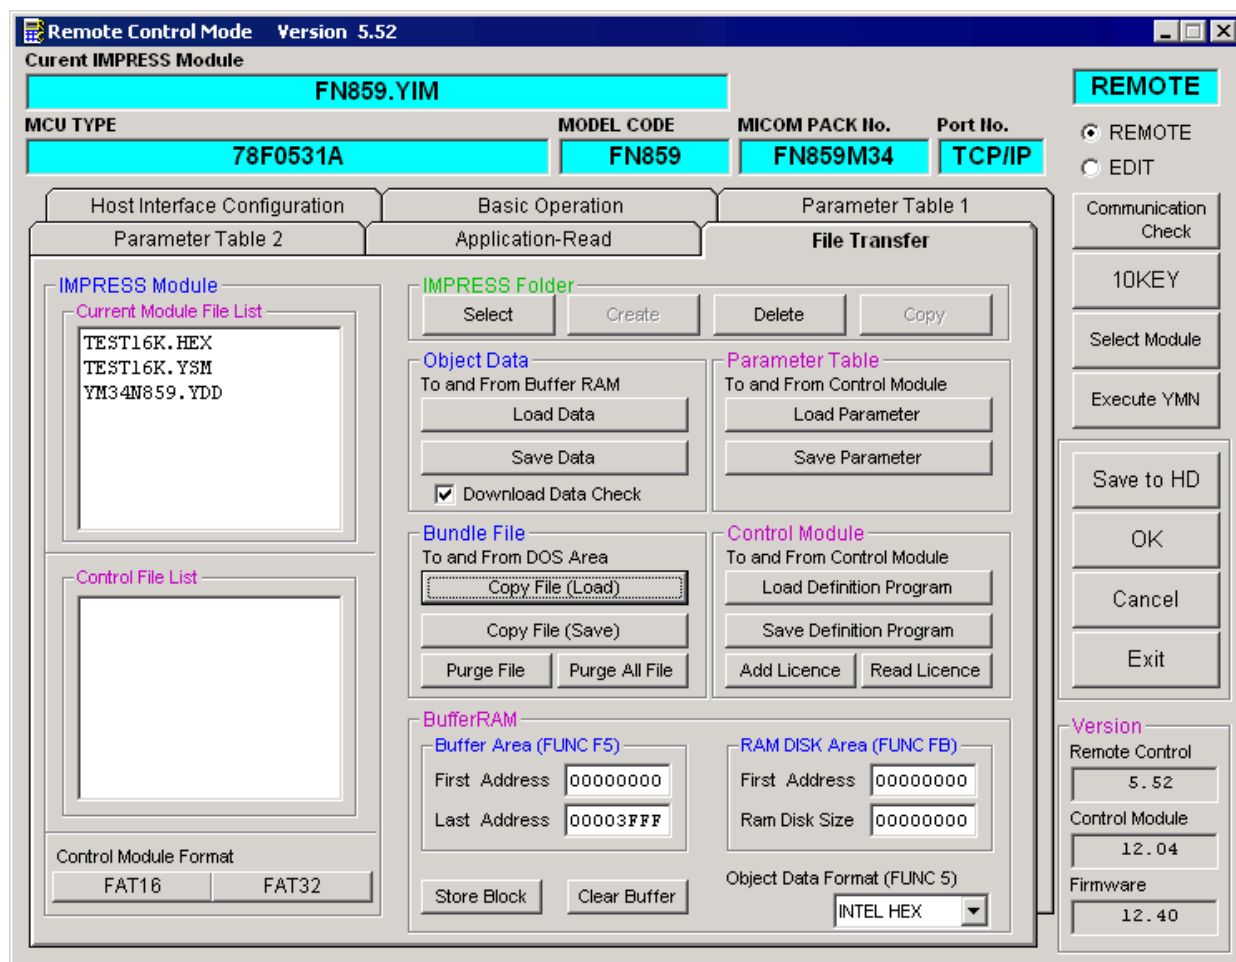 Remote Control Mode    Version  5.52
Curent IMPRESS Module
FN859.YIM
REMOTE
MCU TYPE
MODEL CODE
MICOM PACK No.
Port No.
78F0531A
FN859
FN859M34
TCP/IP
REMOTE
EDIT
Host Interface Configuration
Basic Operation
Parameter Table 1
Parameter Table 2
Application-Read
File Transfer
Communication
Check
10KEY
Select Module
Execute YMN
IMPRESS Module
Current Module File List
TEST16K.HEX
TEST16K.YSM
YM34N859.YDD
Control File List
Control Module Format
FAT16
FAT32
IMPRESS Folder
Select
Create
Delete
Copy
Object Data
To and From Buffer RAM
Load Data
Save Data
Download Data Check
Parameter Table
To and From Control Module
Load Parameter
Save Parameter
Bundle File
To and From DOS Area
Copy File (Load)
Copy File (Save)
Purge File
Purge All File
Control Module
To and From Control Module
Load Definition Program
Save Definition Program
Add Licence
Read Licence
BufferRAM
Buffer Area (FUNC F5)
First  Address 00000000
Last  Address 00003FFF
RAM DISK Area (FUNC FB)
First  Address 00000000
Ram Disk Size 00000000
Store Block
Clear Buffer
Object Data Format (FUNC 5)
INTEL HEX
Save to HD
OK
Cancel
Exit
Version
Remote Control
5.52
Control Module
12.04
Firmware
12.40